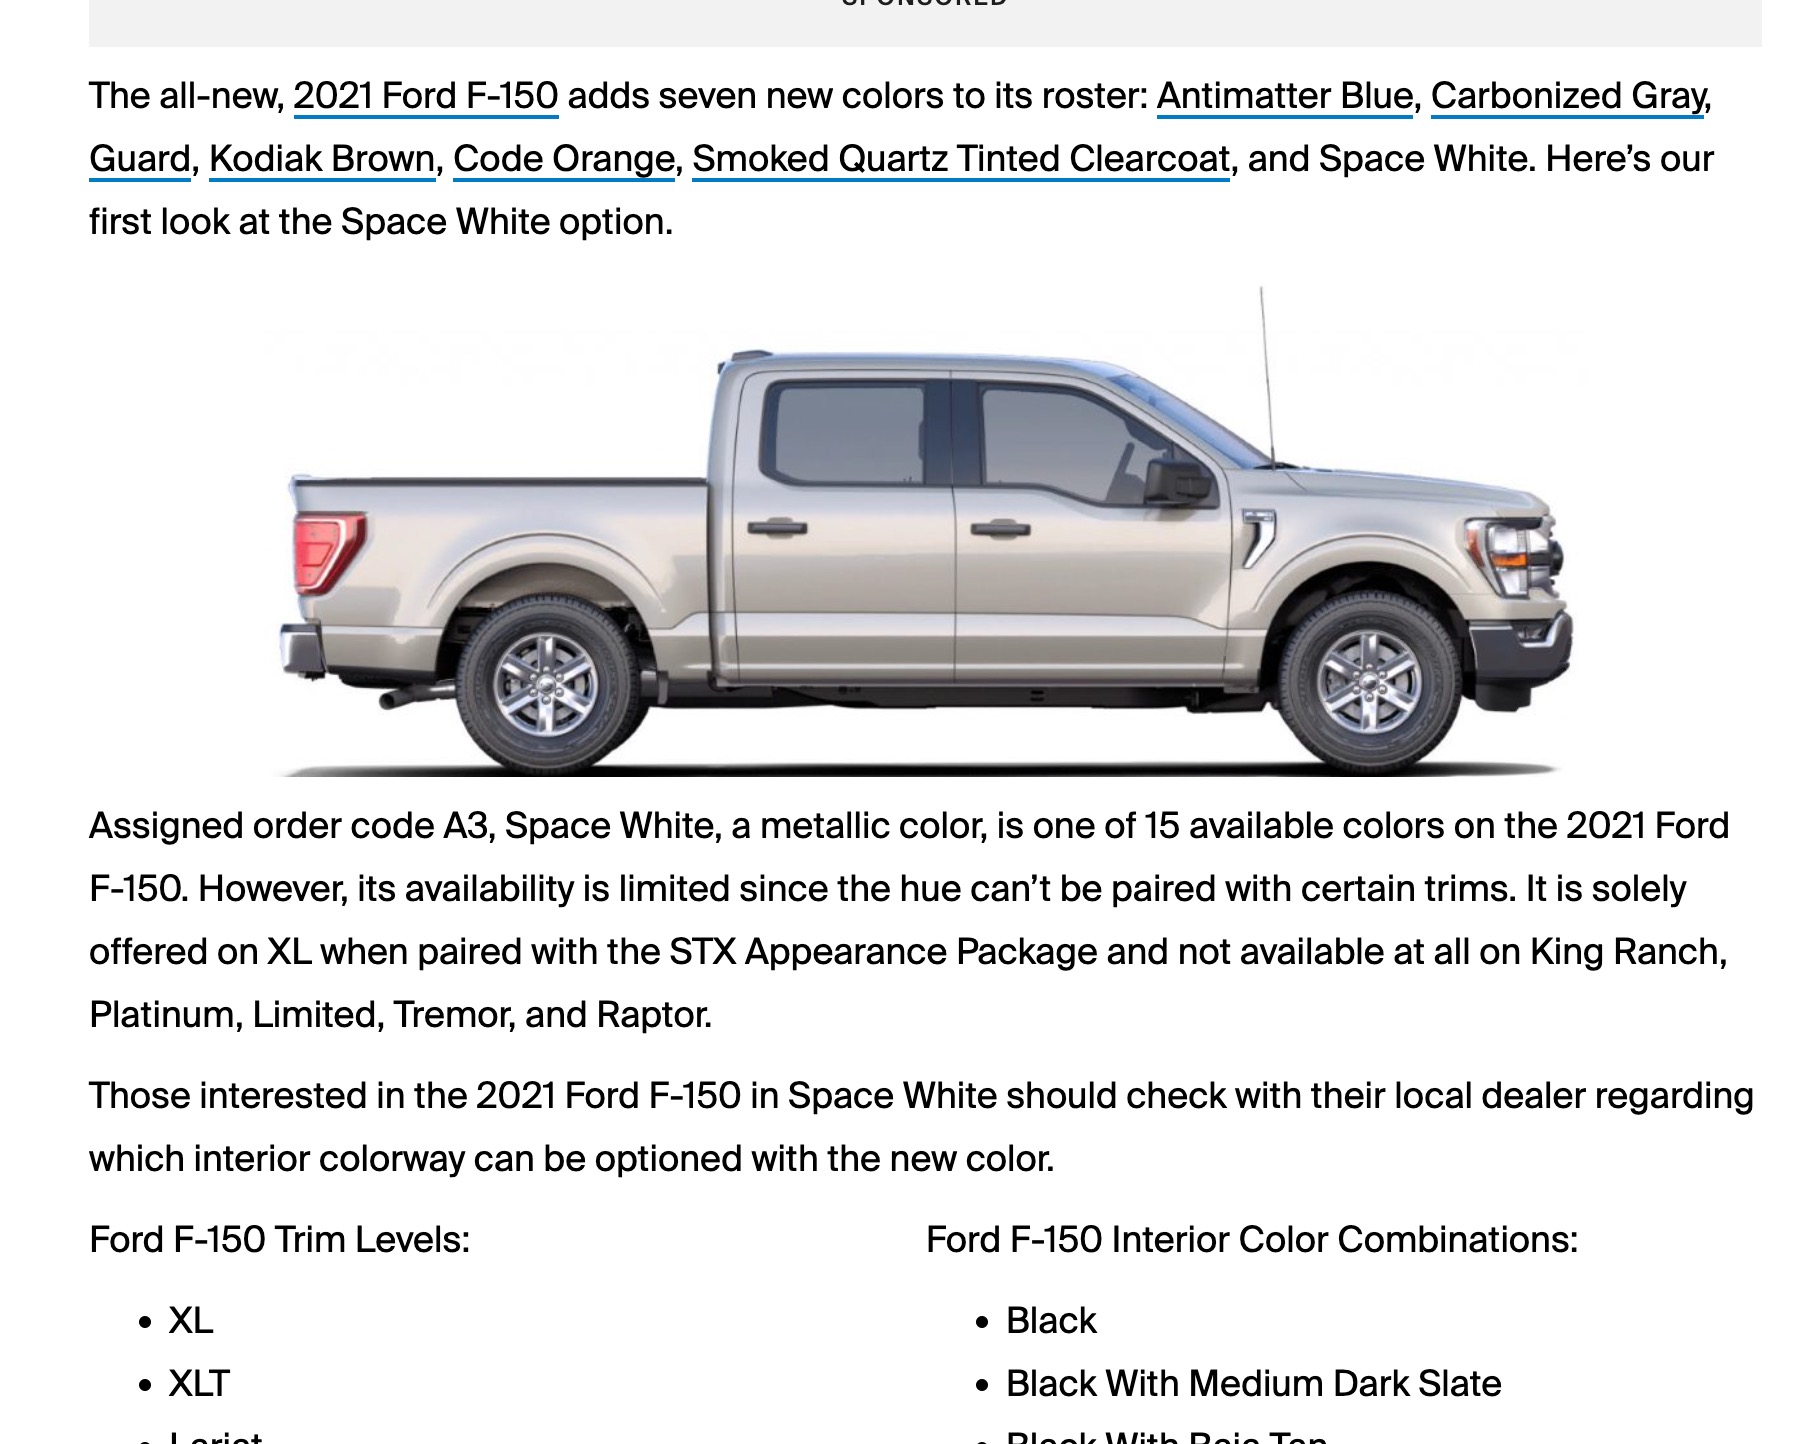 SPONSORED
The all-new, 2021 Ford F-150 adds seven new colors to its roster: Antimatter Blue, Carbonized Gray,
Guard, Kodiak Brown, Code Orange, Smoked Quartz Tinted Clearcoat, and Space White. Here’s our
first look at the Space White option.
Assigned order code A3, Space White, a metallic color, is one of 15 available colors on the 2021 Ford
F-150. However, its availability is limited since the hue can’t be paired with certain trims. It is solely
offered on XL when paired with the STX Appearance Package and not available at all on King Ranch,
Platinum, Limited, Tremor, and Raptor.
Those interested in the 2021 Ford F-150 in Space White should check with their local dealer regarding
which interior colorway can be optioned with the new color.
Ford F-150 Trim Levels:
• XL
• XLT
• Lariat
Ford F-150 Interior Color Combinations:
• Black
• Black With Medium Dark Slate
• Black With Baja Tan